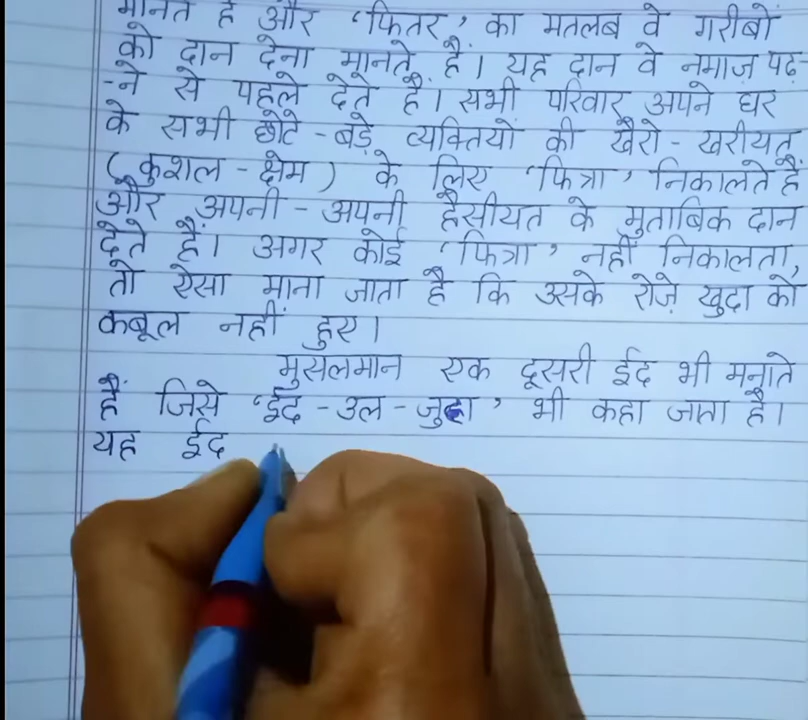 मानते हैं और 'फितर' का मतलब वे गरीबों
को दान देना मानते हैं। यह दान वे नमाज़ पढ़-
-ने से पहले देते हैं। सभी परिवार अपने घर
के सभी छोटे-बड़े व्यक्तियों की खैरो-खरीयत
(कुशल-क्षेम) के लिए 'फित्रा' निकालते हैं
और अपनी-अपनी हैसीयत के मुताबिक दान
देते हैं। अगर कोई 'फित्रा' नहीं निकालता,
तो ऐसा माना जाता है कि उसके रोज़े खुदा को
कबूल नहीं हुए।
मुसलमान एक दूसरी ईद भी मनाते
हैं जिसे 'ईद-उल-जुहा' भी कहा जाता है।
यह ईद